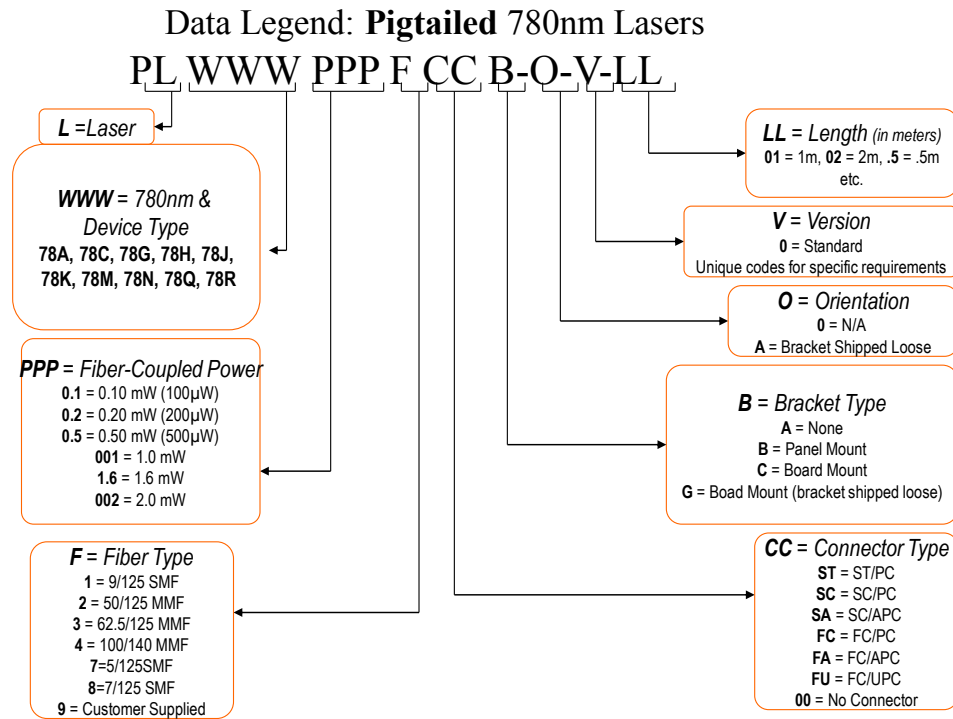 Data Legend: Pigtailed 780nm Lasers
PL WWW PPP F CC B-O-V-LL
L =Laser
WWW = 780nm &
Device Type
78A, 78C, 78G, 78H, 78J,
78K, 78M, 78N, 78Q, 78R
PPP = Fiber-Coupled Power
0.1 = 0.10 mW (100µW)
0.2 = 0.20 mW (200µW)
0.5 = 0.50 mW (500µW)
001 = 1.0 mW
1.6 = 1.6 mW
002 = 2.0 mW
F = Fiber Type
1 = 9/125 SMF
2 = 50/125 MMF
3 = 62.5/125 MMF
4 = 100/140 MMF
7=5/125SMF
8=7/125 SMF
9 = Customer Supplied
LL = Length (in meters)
01 = 1m, 02 = 2m, .5 = .5m
etc.
V = Version
0 = Standard
Unique codes for specific requirements
O = Orientation
0 = N/A
A = Bracket Shipped Loose
B = Bracket Type
A = None
B = Panel Mount
C = Board Mount
G = Boad Mount (bracket shipped loose)
CC = Connector Type
ST = ST/PC
SC = SC/PC
SA = SC/APC
FC = FC/PC
FA = FC/APC
FU = FC/UPC
00 = No Connector